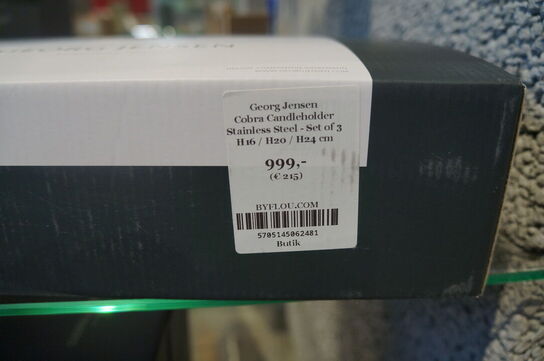 Georg Jensen
Cobra Candleholder
Stainless Steel - Set of 3
H16 / H20 / H24 cm
999,-
(€ 215)
BYFLOU.COM
5705145062481
Butik